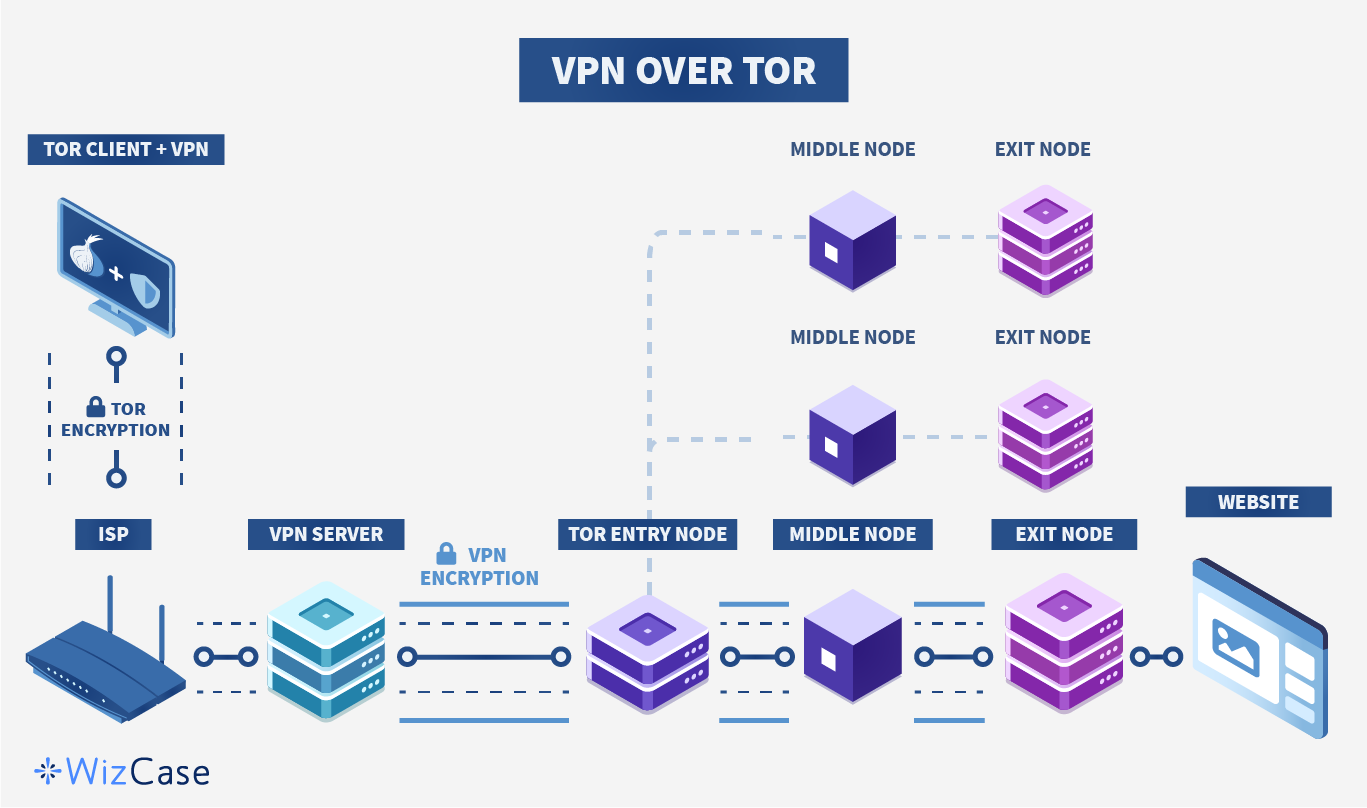 VPN OVER TOR
TOR CLIENT + VPN
MIDDLE NODE
EXIT NODE
MIDDLE NODE
EXIT NODE
TOR
ENCRYPTION
WEBSITE
ISP
VPN SERVER
VPN
ENCRYPTION
TOR ENTRY NODE
MIDDLE NODE
EXIT NODE
WizCase